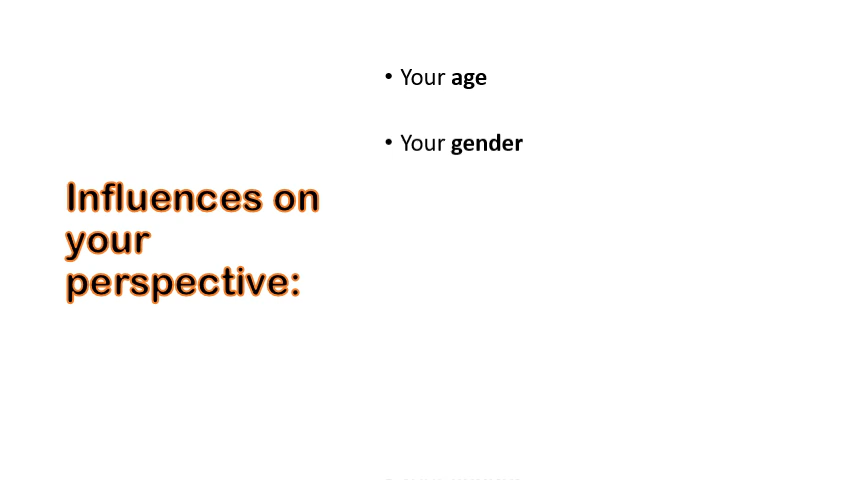 Influences on
your
perspective:
• Your age
• Your gender